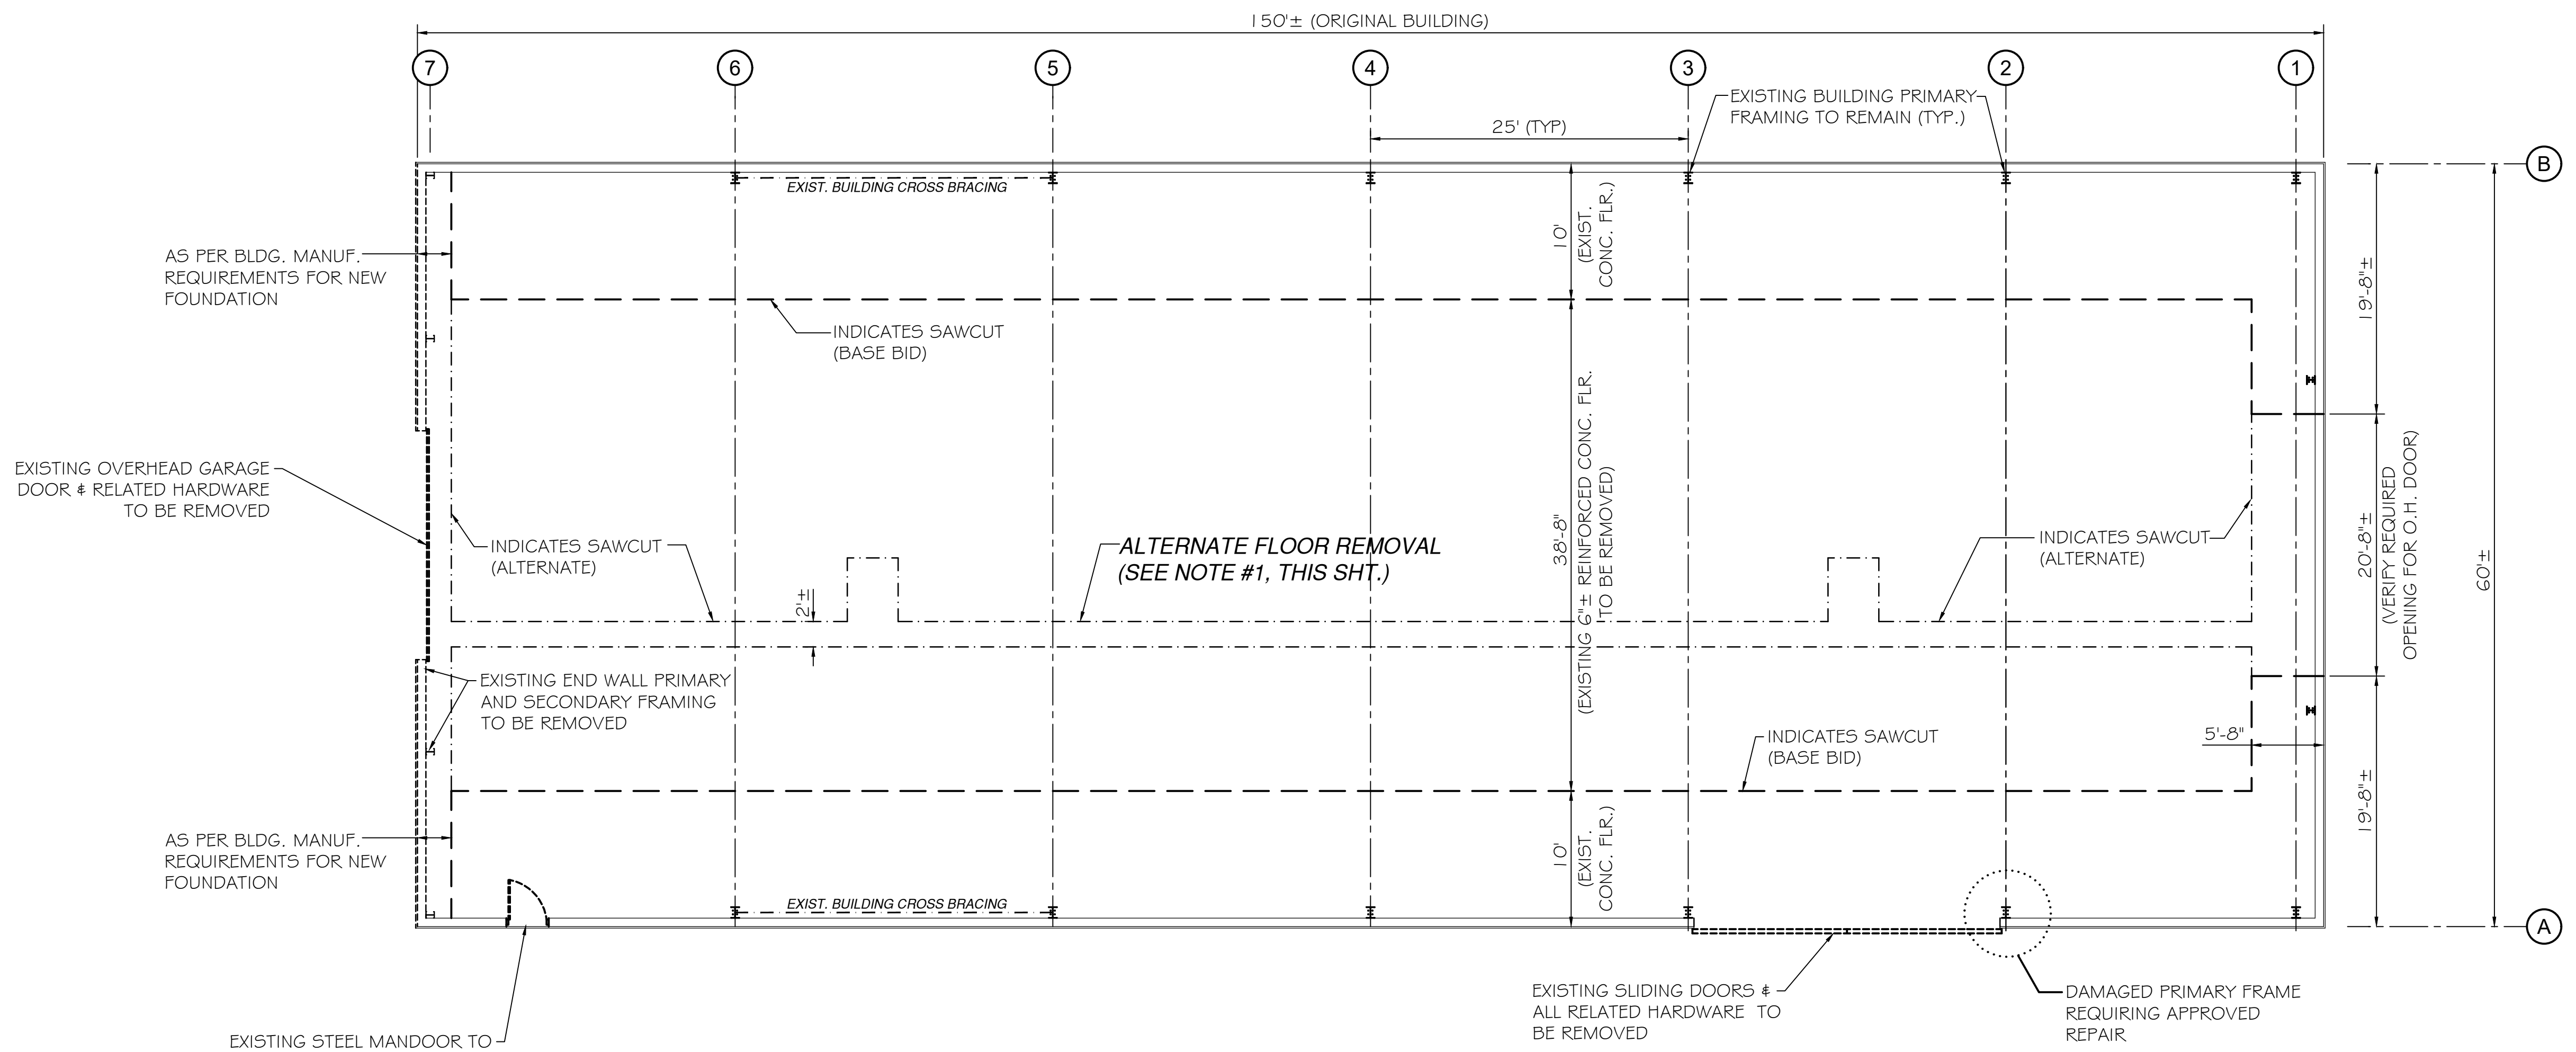 150'± (ORIGINAL BUILDING)
7
6
5
4
3
2
1
EXISTING BUILDING PRIMARY
FRAMING TO REMAIN (TYP.)
25' (TYP)
B
EXIST. BUILDING CROSS BRACING
10'
(EXIST.
CONC. FLR.)
AS PER BLDG. MANUF.
REQUIREMENTS FOR NEW
FOUNDATION
19'-8"±
INDICATES SAWCUT
(BASE BID)
EXISTING OVERHEAD GARAGE
DOOR & RELATED HARDWARE
TO BE REMOVED
INDICATES SAWCUT
(ALTERNATE)
ALTERNATE FLOOR REMOVAL
(SEE NOTE #1, THIS SHT.)
38'-8"
(EXISTING 6"± REINFORCED CONC. FLR.
TO BE REMOVED)
INDICATES SAWCUT
(ALTERNATE)
20'-8"±
(VERIFY REQUIRED
OPENING FOR O.H. DOOR)
60'±
2'±
EXISTING END WALL PRIMARY
AND SECONDARY FRAMING
TO BE REMOVED
INDICATES SAWCUT
(BASE BID)
5'-8"
19'-8"±
AS PER BLDG. MANUF.
REQUIREMENTS FOR NEW
FOUNDATION
10'
(EXIST.
CONC. FLR.)
EXIST. BUILDING CROSS BRACING
A
EXISTING SLIDING DOORS &
ALL RELATED HARDWARE TO
BE REMOVED
DAMAGED PRIMARY FRAME
REQUIRING APPROVED
REPAIR
EXISTING STEEL MANDOOR TO